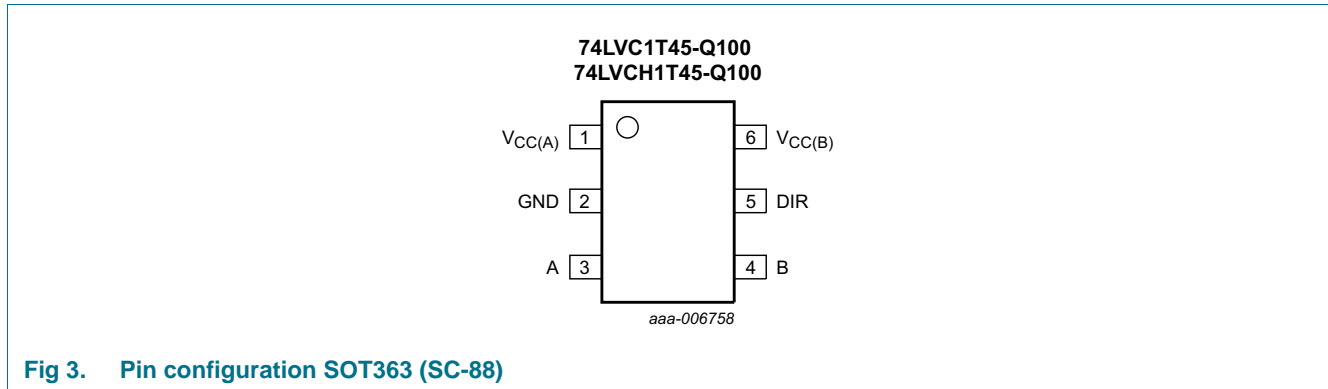 74LVC1T45-Q100
74LVCH1T45-Q100
VCC(A) 1 6 VCC(B)
GND 2 5 DIR
A 3 4 B
aaa-006758
Fig 3. Pin configuration SOT363 (SC-88)